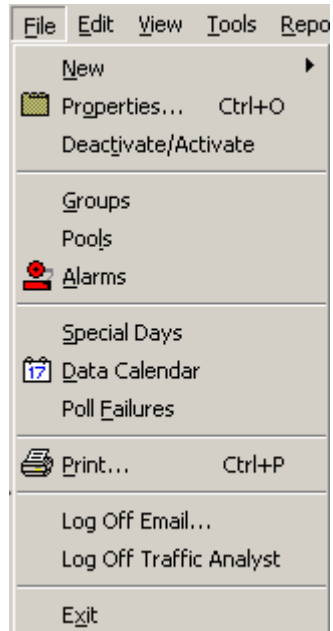 File Edit View Tools Repo
New
Properties... Ctrl+O
Deactivate/Activate
Groups
Pools
Alarms
Special Days
17 Data Calendar
Poll Failures
Print... Ctrl+P
Log Off Email...
Log Off Traffic Analyst
Exit